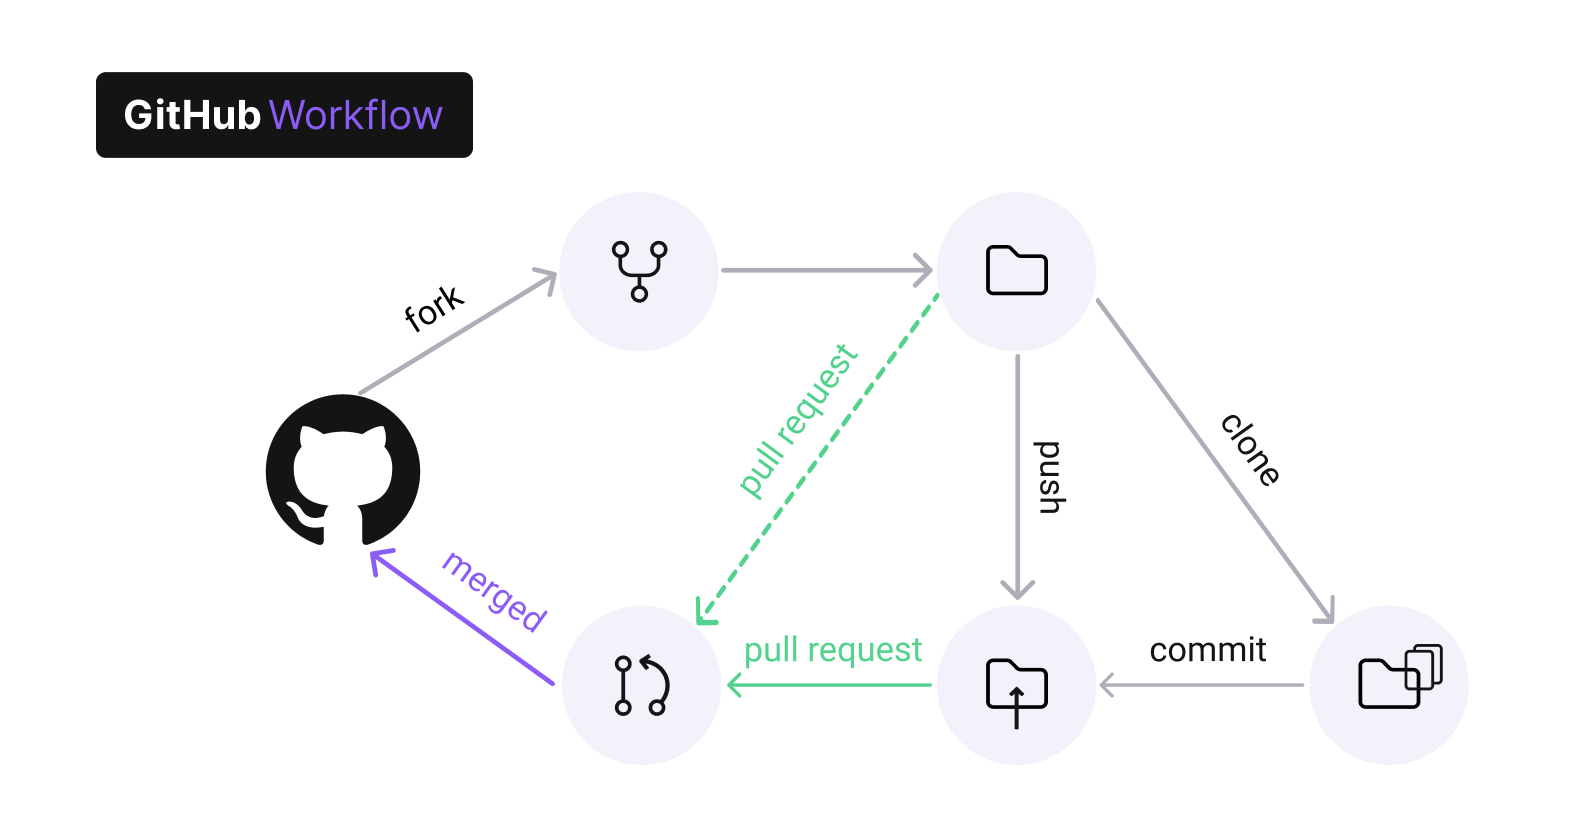 GitHub Workflow
fork
pull request
push
clone
merged
pull request
commit